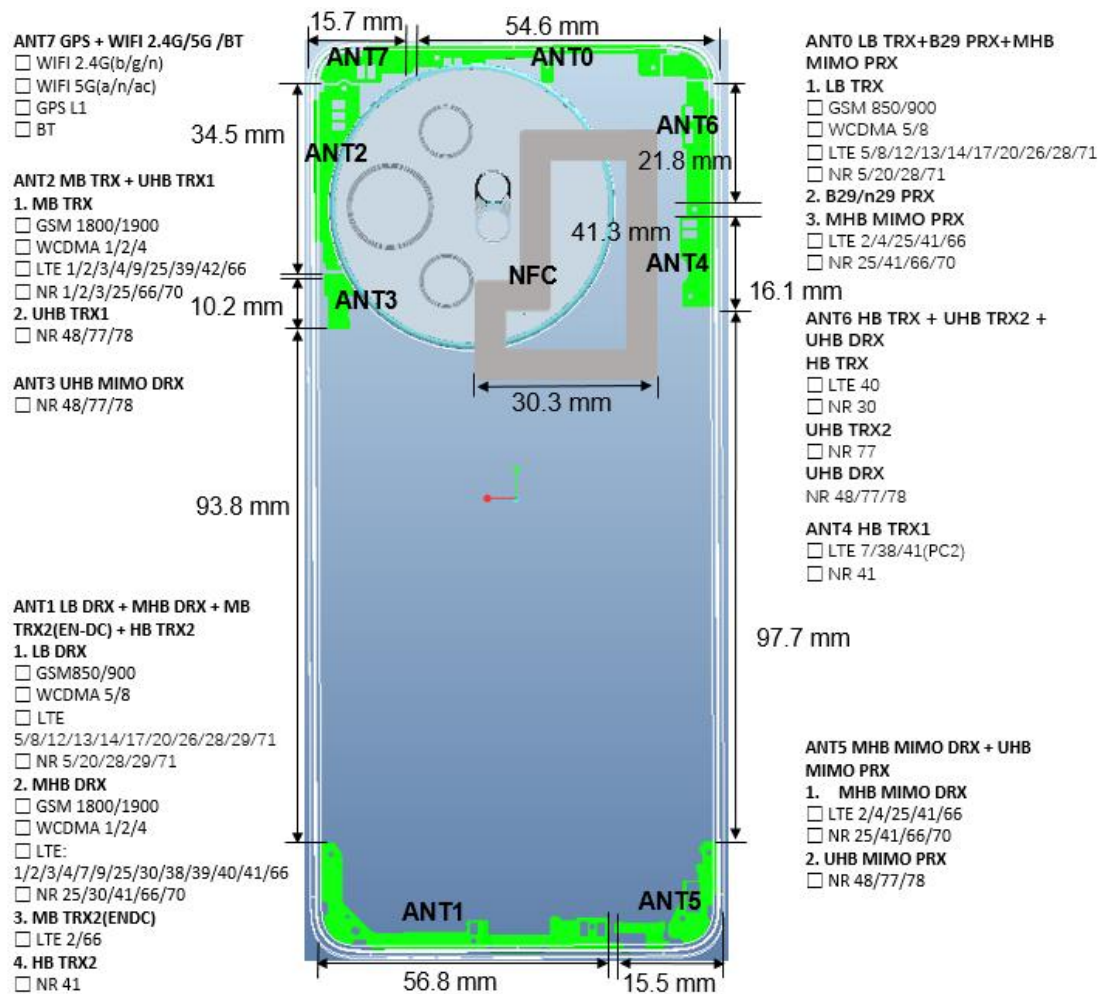 ANT7 GPS + WIFI 2.4G/5G /BT
☐ WIFI 2.4G(b/g/n)
☐ WIFI 5G(a/n/ac)
☐ GPS L1
☐ BT
ANT2 MB TRX + UHB TRX1
1. MB TRX
☐ GSM 1800/1900
☐ WCDMA 1/2/4
☐ LTE 1/2/3/4/9/25/39/42/66
☐ NR 1/2/3/25/66/70
2. UHB TRX1
☐ NR 48/77/78
ANT3 UHB MIMO DRX
☐ NR 48/77/78
ANT1 LB DRX + MHB DRX + MB
TRX2(EN-DC) + HB TRX2
1. LB DRX
☐ GSM850/900
☐ WCDMA 5/8
☐ LTE
5/8/12/13/14/17/20/26/28/29/71
☐ NR 5/20/28/29/71
2. MHB DRX
☐ GSM 1800/1900
☐ WCDMA 1/2/4
☐ LTE:
1/2/3/4/7/9/25/30/38/39/40/41/66
☐ NR 25/30/41/66/70
3. MB TRX2(ENDC)
☐ LTE 2/66
4. HB TRX2
☐ NR 41
15.7 mm
54.6 mm
ANT7
ANT0
34.5 mm
ANT2
ANT6
21.8 mm
41.3 mm
NFC
ANT4
10.2 mm
ANT3
16.1 mm
30.3 mm
93.8 mm
97.7 mm
ANT1
ANT5
56.8 mm
15.5 mm
ANT0 LB TRX+B29 PRX+MHB
MIMO PRX
1. LB TRX
☐ GSM 850/900
☐ WCDMA 5/8
☐ LTE 5/8/12/13/14/17/20/26/28/71
☐ NR 5/20/28/71
2. B29/n29 PRX
3. MHB MIMO PRX
☐ LTE 2/4/25/41/66
☐ NR 25/41/66/70
ANT6 HB TRX + UHB TRX2 +
UHB DRX
HB TRX
☐ LTE 40
☐ NR 30
UHB TRX2
☐ NR 77
UHB DRX
NR 48/77/78
ANT4 HB TRX1
☐ LTE 7/38/41(PC2)
☐ NR 41
ANT5 MHB MIMO DRX + UHB
MIMO PRX
1. MHB MIMO DRX
☐ LTE 2/4/25/41/66
☐ NR 25/41/66/70
2. UHB MIMO PRX
☐ NR 48/77/78